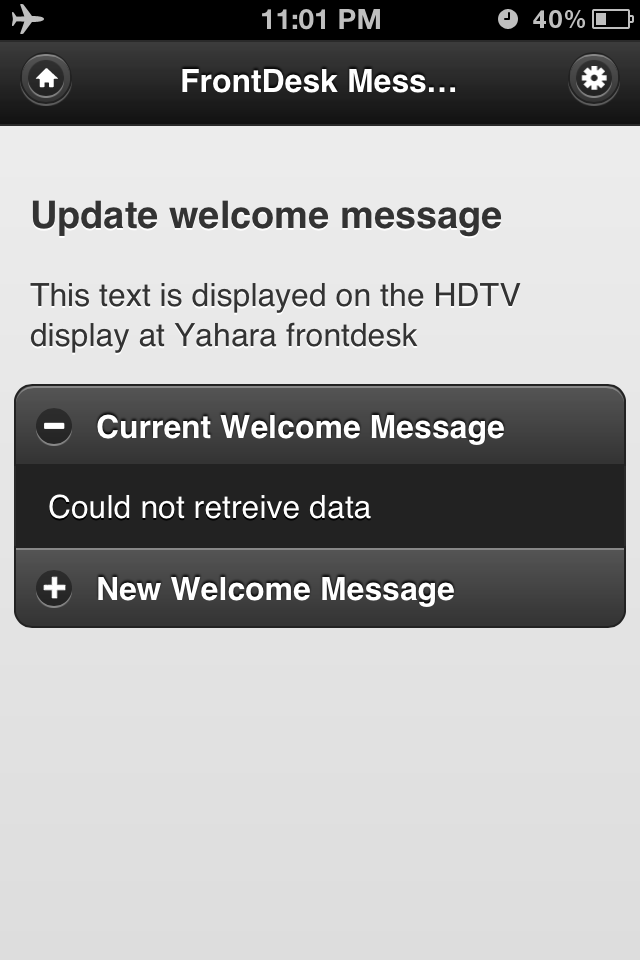 11:01 PM 40%
FrontDesk Mess...
Update welcome message
This text is displayed on the HDTV
display at Yahara frontdesk
Current Welcome Message
Could not retreive data
New Welcome Message